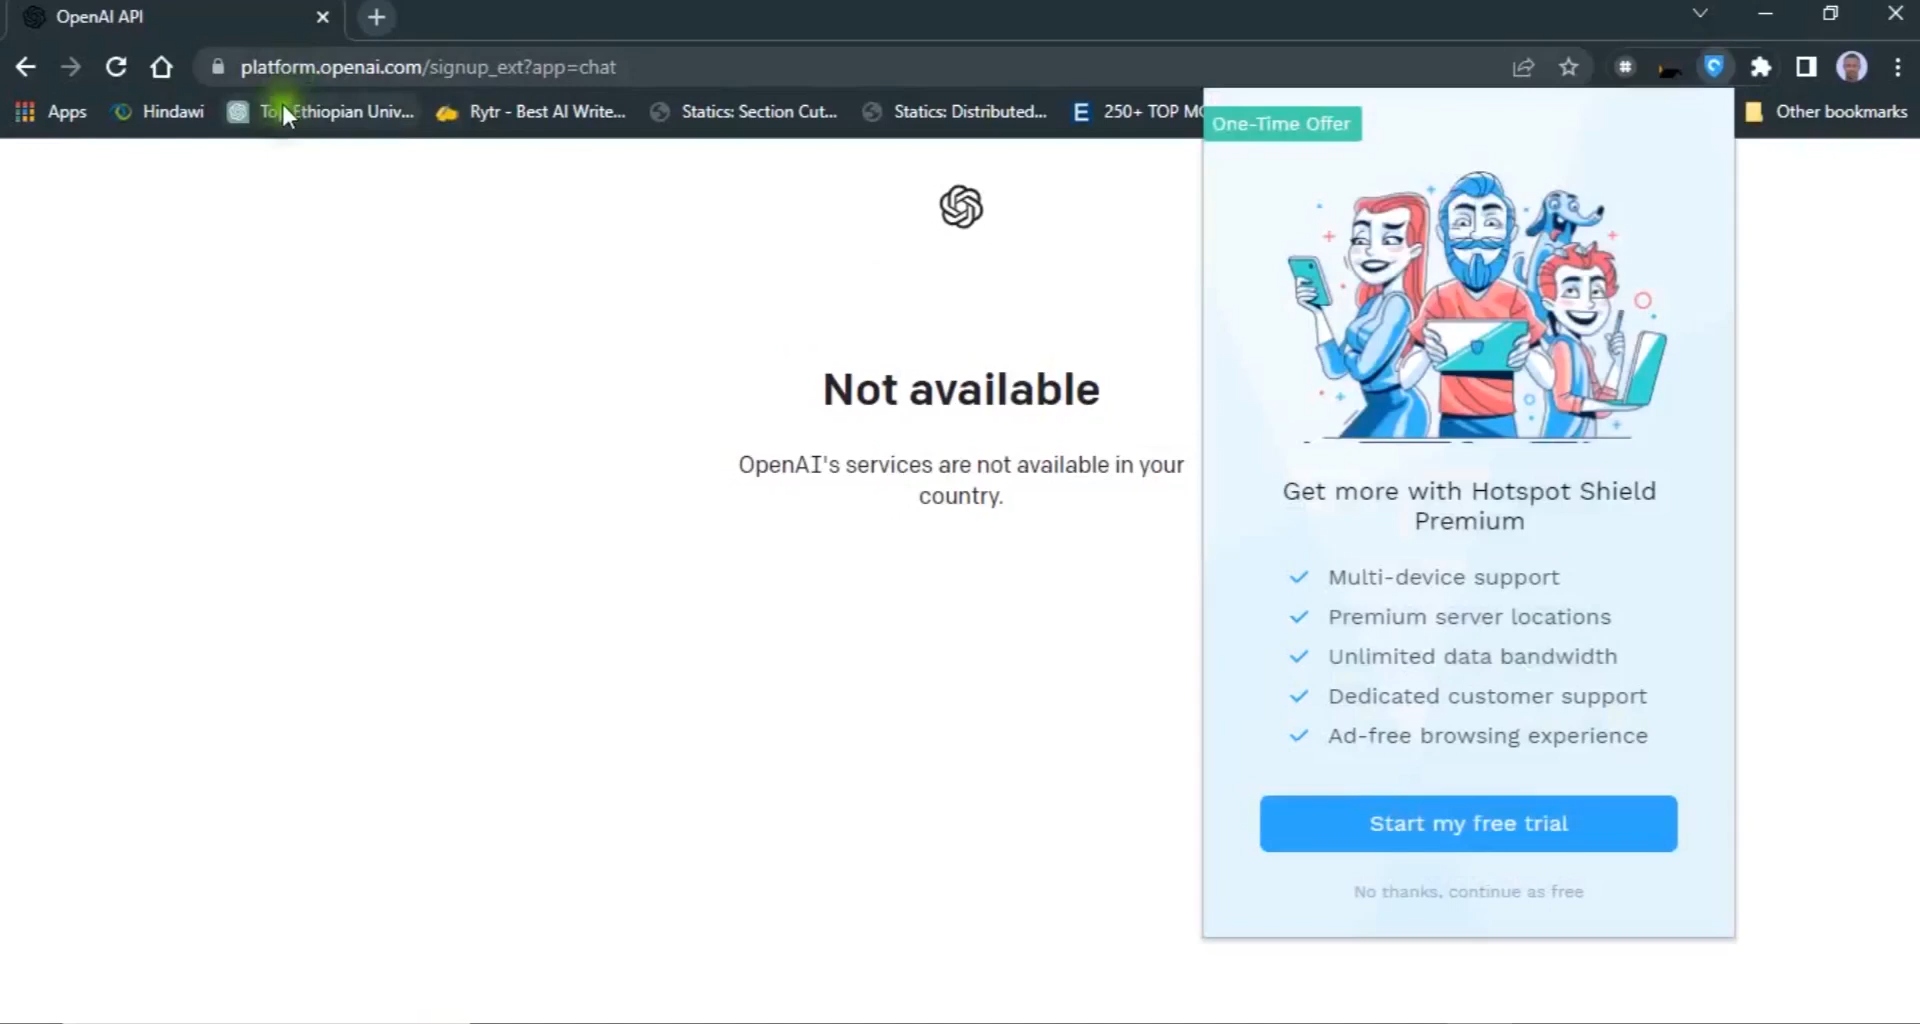 OpenAI API
platform.openai.com/signup_ext?app=chat
Apps
Hindawi
Ethiopian Univ...
Rytr - Best AI Write...
Statics: Section Cut...
Statics: Distributed...
E
250+ TOP
Other bookmarks
Not available
OpenAI's services are not available in your
country.
One-Time Offer
Get more with Hotspot Shield
Premium
Multi-device support
Premium server locations
Unlimited data bandwidth
Dedicated customer support
Ad-free browsing experience
Start my free trial
No thanks, continue as free